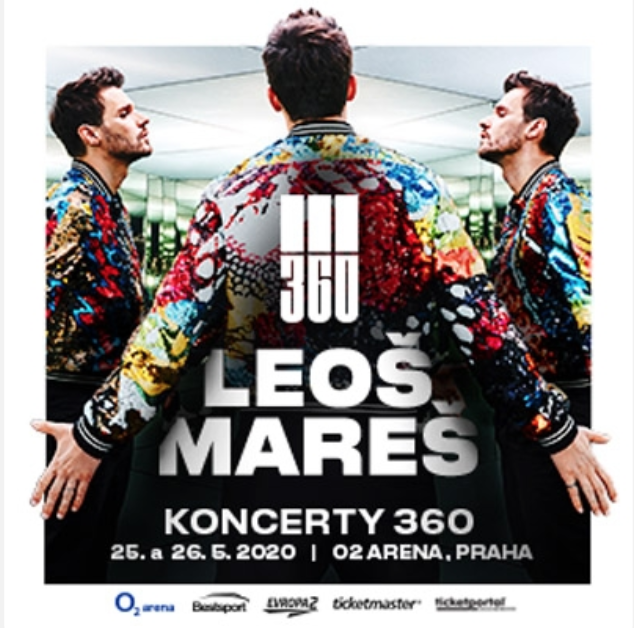 360
LEOŠ
MAREŠ
KONCERTY 360
25. a 26. 5. 2020 | O2 ARENA, PRAHA
O2 arena Bestsport EVROPA 2 ticketmaster ticketportal